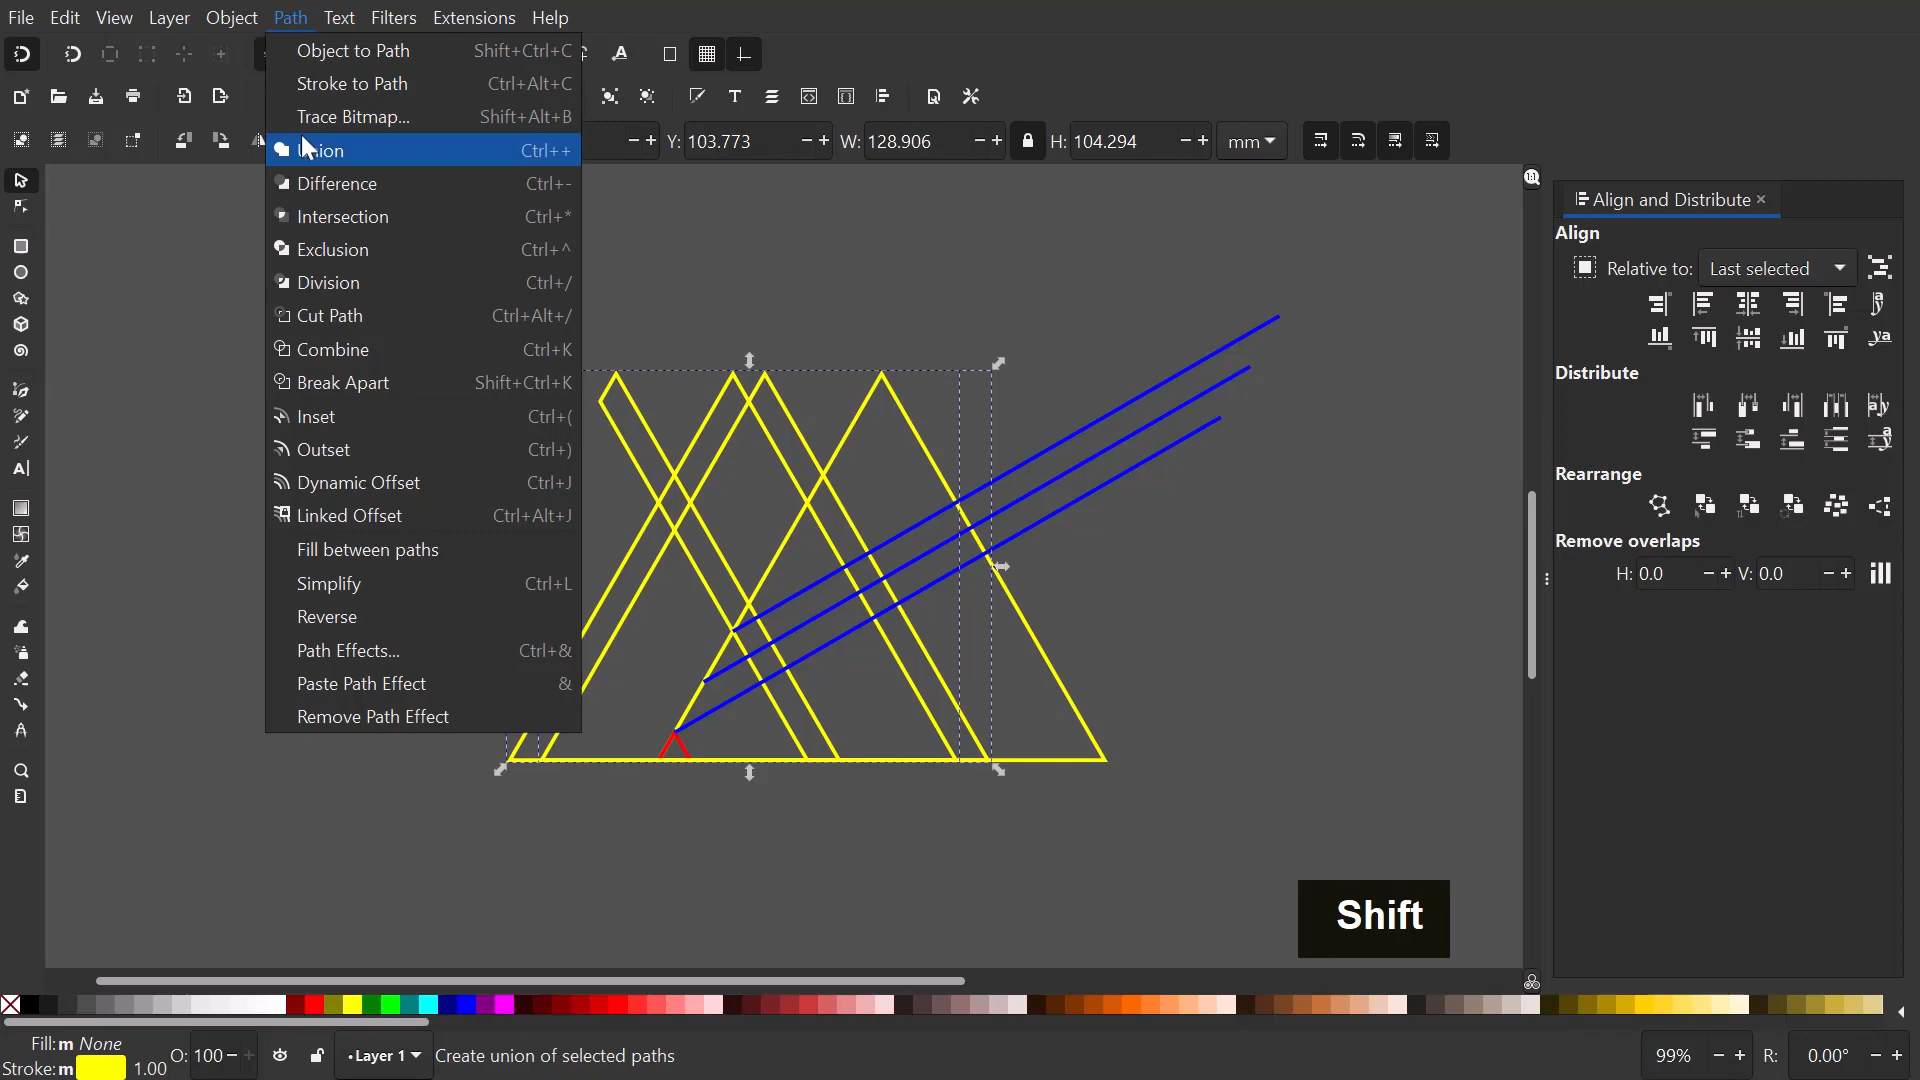 File Edit View Layer Object Path Text Filters Extensions Help
Object to Path Shift+Ctrl+C
Stroke to Path Ctrl+Alt+C
Trace Bitmap... Shift+Alt+B
Union Ctrl++
Difference Ctrl+-
Intersection Ctrl+*
Exclusion Ctrl+^
Division Ctrl+/
Cut Path Ctrl+Alt+/
Combine Ctrl+K
Break Apart Shift+Ctrl+K
Inset Ctrl+(
Outset Ctrl+)
Dynamic Offset Ctrl+J
Linked Offset Ctrl+Alt+J
Fill between paths
Simplify Ctrl+L
Reverse
Path Effects... Ctrl+&
Paste Path Effect &
Remove Path Effect
Y: 103.773 W: 128.906 H: 104.294 mm
Align and Distribute
Align
Relative to: Last selected
Distribute
Rearrange
Remove overlaps
H: 0.0 V: 0.0
Shift
Fill: m None
Stroke: m 1.00
O: 100
•Layer 1
Create union of selected paths
99% R: 0.00°